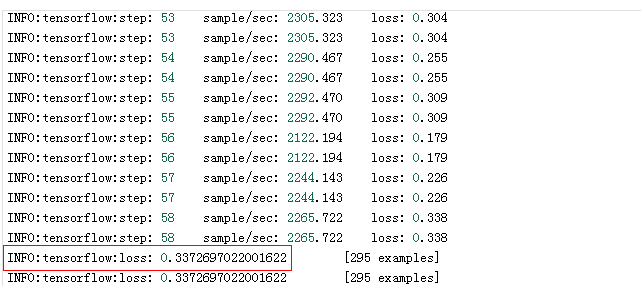 INFO:tensorflow:step: 53 sample/sec: 2305.323 loss: 0.304
INFO:tensorflow:step: 53 sample/sec: 2305.323 loss: 0.304
INFO:tensorflow:step: 54 sample/sec: 2290.467 loss: 0.255
INFO:tensorflow:step: 54 sample/sec: 2290.467 loss: 0.255
INFO:tensorflow:step: 55 sample/sec: 2292.470 loss: 0.309
INFO:tensorflow:step: 55 sample/sec: 2292.470 loss: 0.309
INFO:tensorflow:step: 56 sample/sec: 2122.194 loss: 0.179
INFO:tensorflow:step: 56 sample/sec: 2122.194 loss: 0.179
INFO:tensorflow:step: 57 sample/sec: 2244.143 loss: 0.226
INFO:tensorflow:step: 57 sample/sec: 2244.143 loss: 0.226
INFO:tensorflow:step: 58 sample/sec: 2265.722 loss: 0.338
INFO:tensorflow:step: 58 sample/sec: 2265.722 loss: 0.338
INFO:tensorflow:loss: 0.3372697022001622 [295 examples]
INFO:tensorflow:loss: 0.3372697022001622 [295 examples]